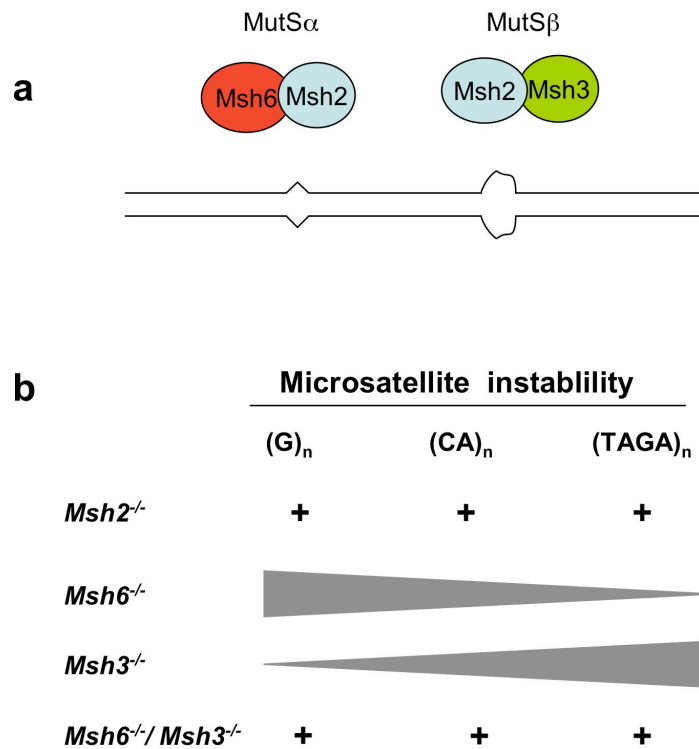 MutSα MutSβ
a
Msh6 Msh2 Msh2 Msh3
b
Microsatellite instablility
(G)n (CA)n (TAGA)n
Msh2-/- + + +
Msh6-/-
Msh3-/-
Msh6-/-/ Msh3-/- + + +